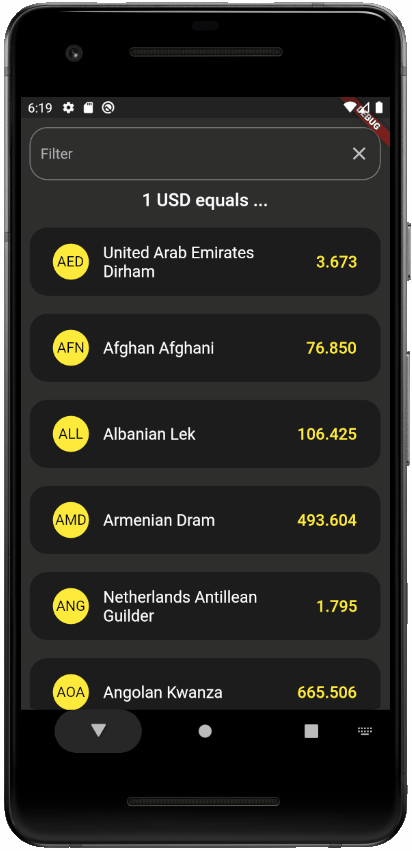 6:19
DEBUG
Filter
1 USD equals ...
AED
United Arab Emirates
Dirham
3.673
AFN
Afghan Afghani
76.850
ALL
Albanian Lek
106.425
AMD
Armenian Dram
493.604
ANG
Netherlands Antillean
Guilder
1.795
AOA
Angolan Kwanza
665.506